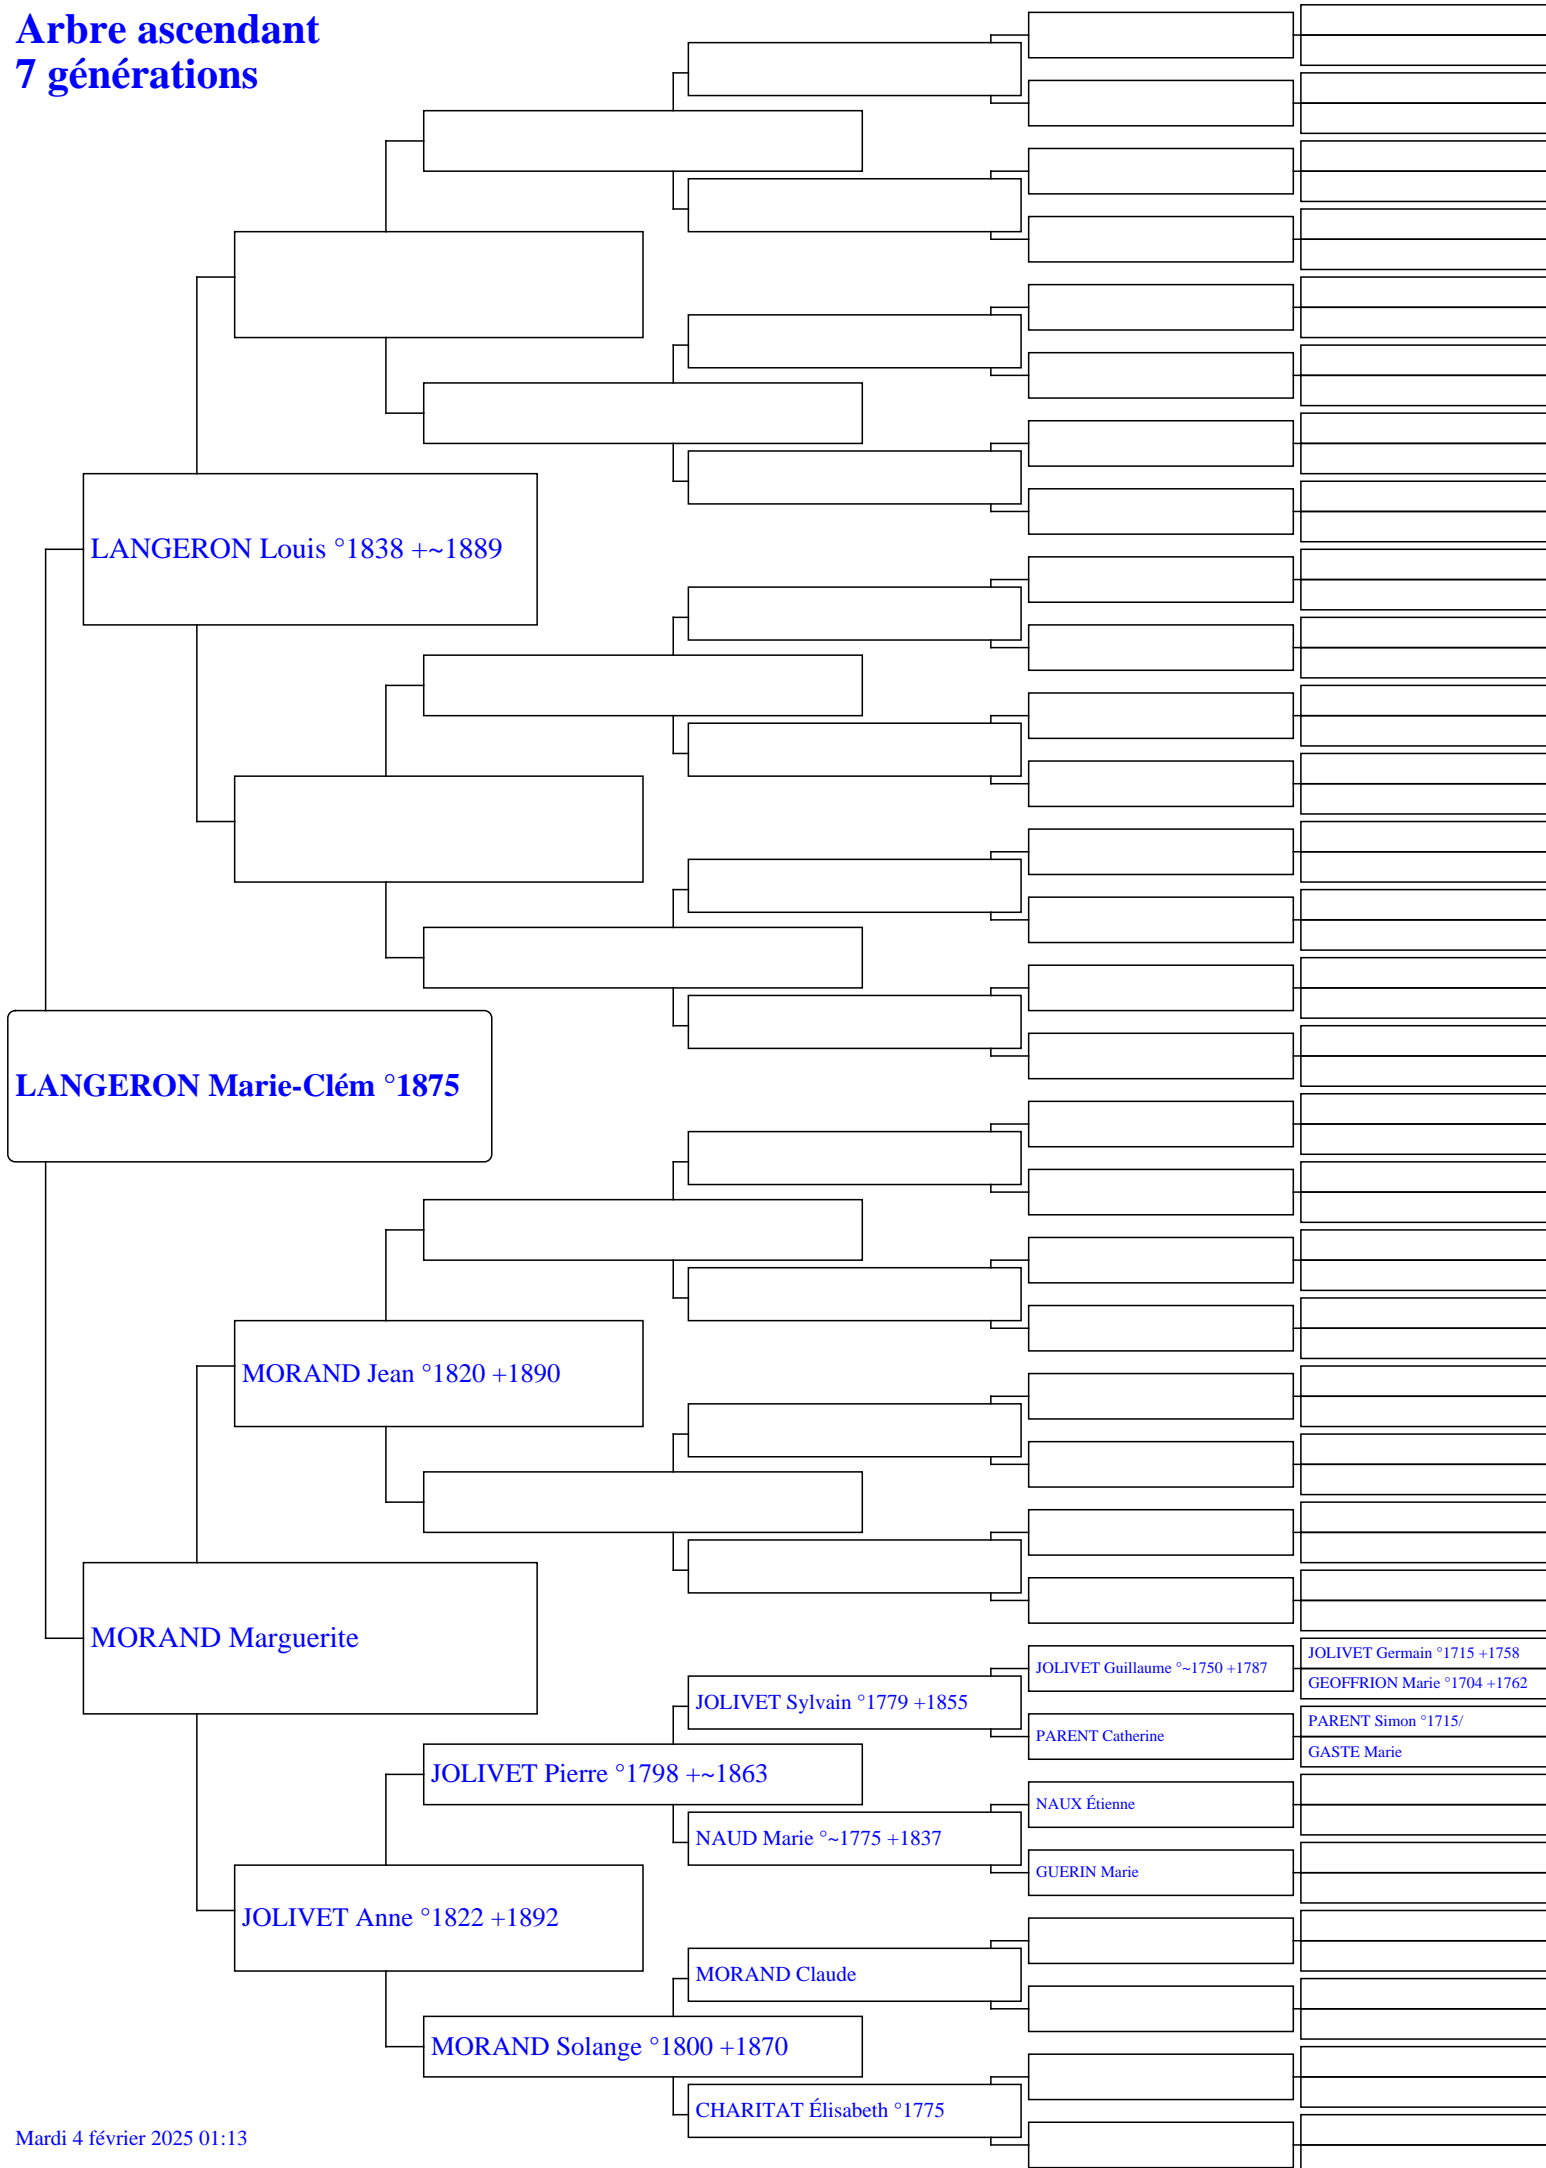 Arbre ascendant
7 générations
LANGERON Louis °1838 +~1889
LANGERON Marie-Clém °1875
MORAND Jean °1820 +1890
MORAND Marguerite
JOLIVET Guillaume °~1750 +1787
JOLIVET Germain °1715 +1758
GEOFFRION Marie °1704 +1762
JOLIVET Sylvain °1779 +1855
PARENT Catherine
PARENT Simon °1715/
GASTE Marie
JOLIVET Pierre °1798 +~1863
NAUX Étienne
NAUD Marie °~1775 +1837
GUERIN Marie
JOLIVET Anne °1822 +1892
MORAND Claude
MORAND Solange °1800 +1870
CHARITAT Élisabeth °1775
Mardi 4 février 2025 01:13